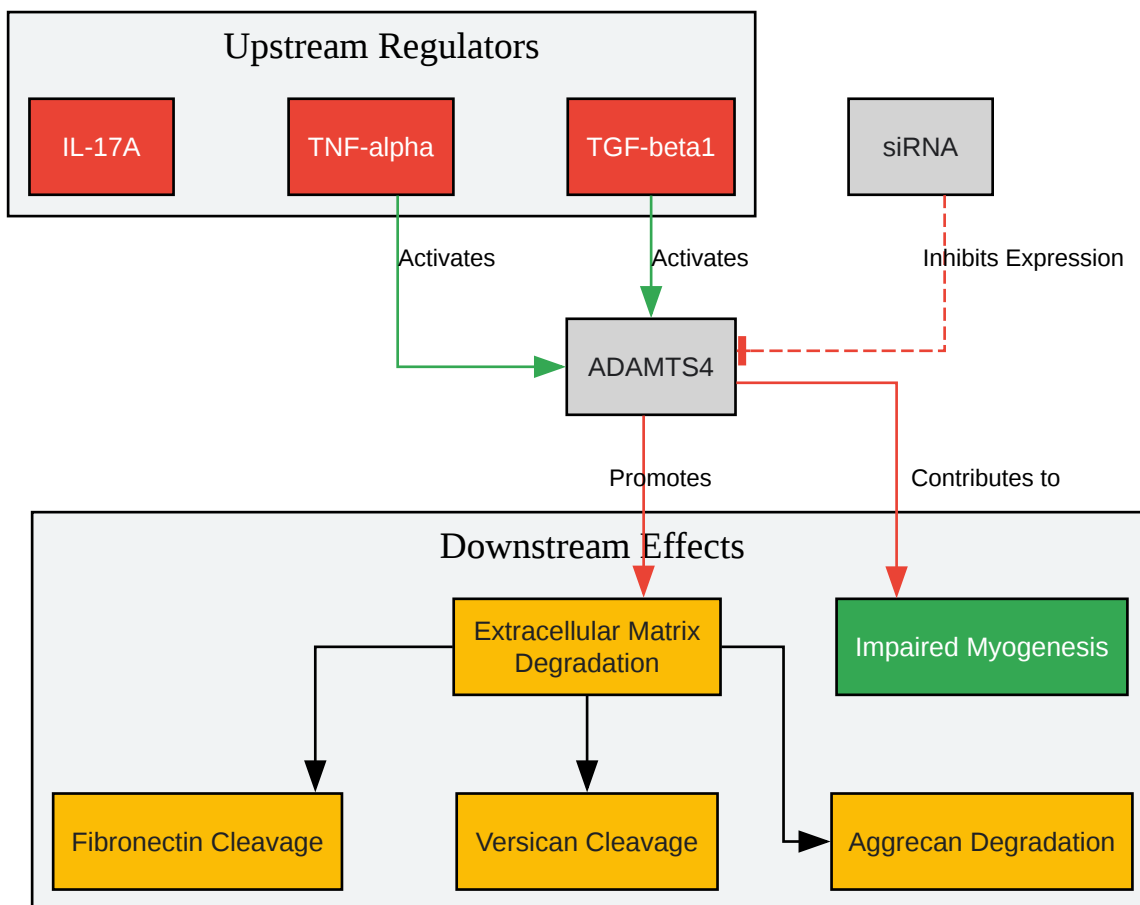 Upstream Regulators
IL-17A
TNF-alpha
TGF-beta1
siRNA
Activates
Activates
Inhibits Expression
ADAMTS4
Promotes
Contributes to
Downstream Effects
Extracellular Matrix
Degradation
Impaired Myogenesis
Fibronectin Cleavage
Versican Cleavage
Aggrecan Degradation